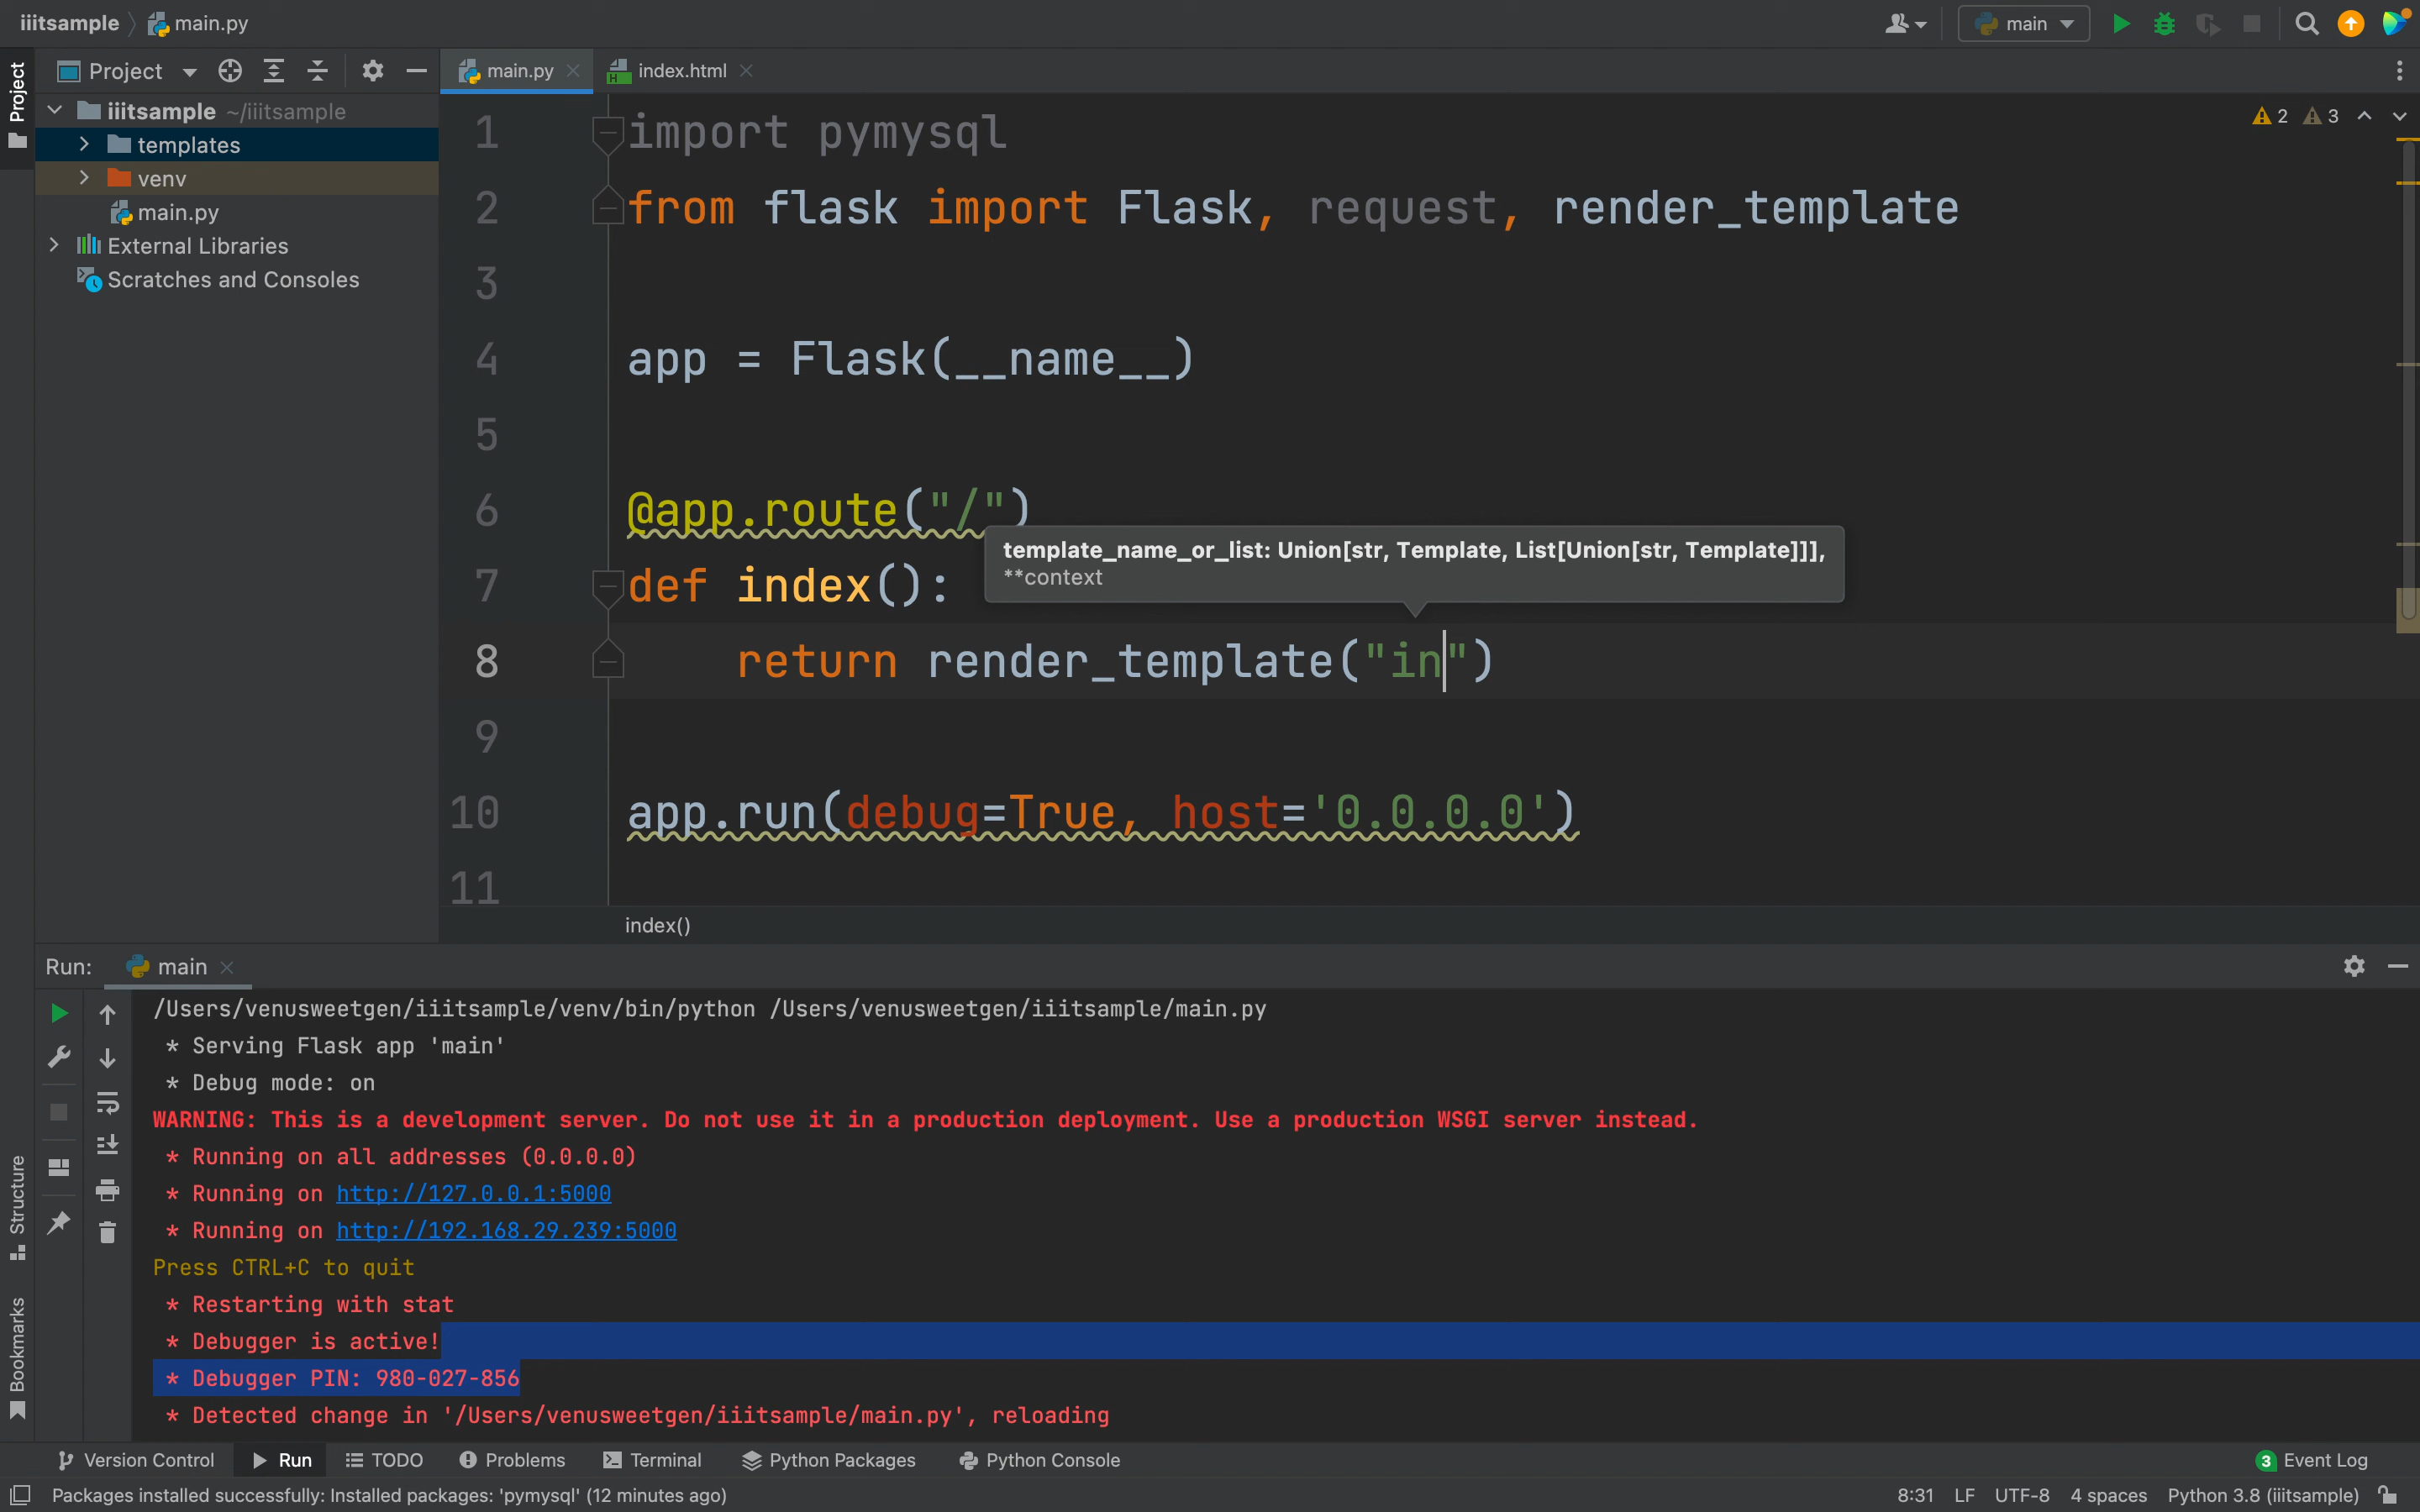 iiitsample
main.py
main
Project
main.py
index.html
Project
iiitsample ~/iiitsample
templates
venv
main.py
External Libraries
Scratches and Consoles
2 3
1 import pymysql
2 from flask import Flask, request, render_template
3
4 app = Flask(__name__)
5
6 @app.route("/")
template_name_or_list: Union[str, Template, List[Union[str, Template]]],
**context
7 def index():
8 return render_template("in")
9
10 app.run(debug=True, host='0.0.0.0')
11
index()
Run: main
/Users/venusweetgen/iiitsample/venv/bin/python /Users/venusweetgen/iiitsample/main.py
* Serving Flask app 'main'
* Debug mode: on
WARNING: This is a development server. Do not use it in a production deployment. Use a production WSGI server instead.
* Running on all addresses (0.0.0.0)
* Running on http://127.0.0.1:5000
* Running on http://192.168.29.239:5000
Press CTRL+C to quit
* Restarting with stat
* Debugger is active!
* Debugger PIN: 980-027-856
* Detected change in '/Users/venusweetgen/iiitsample/main.py', reloading
Structure
Bookmarks
Version Control
Run
TODO
Problems
Terminal
Python Packages
Python Console
3 Event Log
Packages installed successfully: Installed packages: 'pymysql' (12 minutes ago)
8:31 LF UTF-8 4 spaces Python 3.8 (iiitsample)